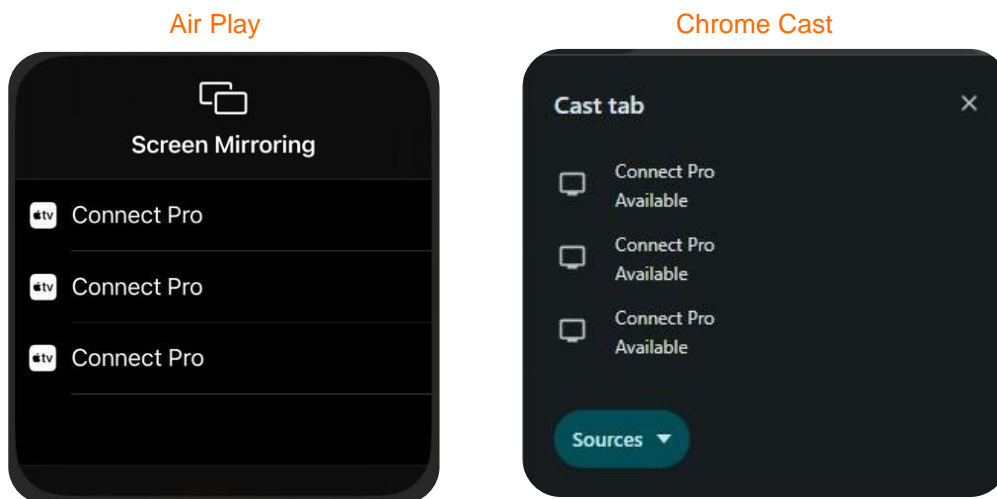 Air Play
Screen Mirroring
tv Connect Pro
tv Connect Pro
tv Connect Pro
Chrome Cast
Cast tab
Connect Pro
Available
Connect Pro
Available
Connect Pro
Available
Sources